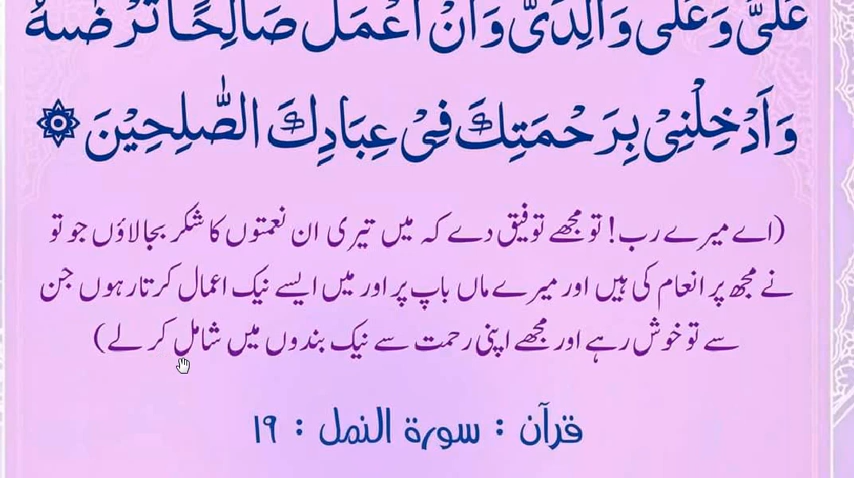 عَلَیَّ وَعَلٰی وَالِدَیَّ وَاَنْ اَعْمَلَ صَالِحًا تَرْضٰىهُ
وَاَدْخِلْنِیْ بِرَحْمَتِكَ فِیْ عِبَادِكَ الصّٰلِحِیْنَ
(اے میرے رب! تو مجھے توفیق دے کہ میں تیری ان نعمتوں کا شکر بجا لاؤں جو تو
نے مجھ پر انعام کی ہیں اور میرے ماں باپ پر اور میں ایسے نیک اعمال کرتا رہوں جن
سے تو خوش رہے اور مجھے اپنی رحمت سے نیک بندوں میں شامل کر لے)
قرآن : سورۃ النمل : ١٩